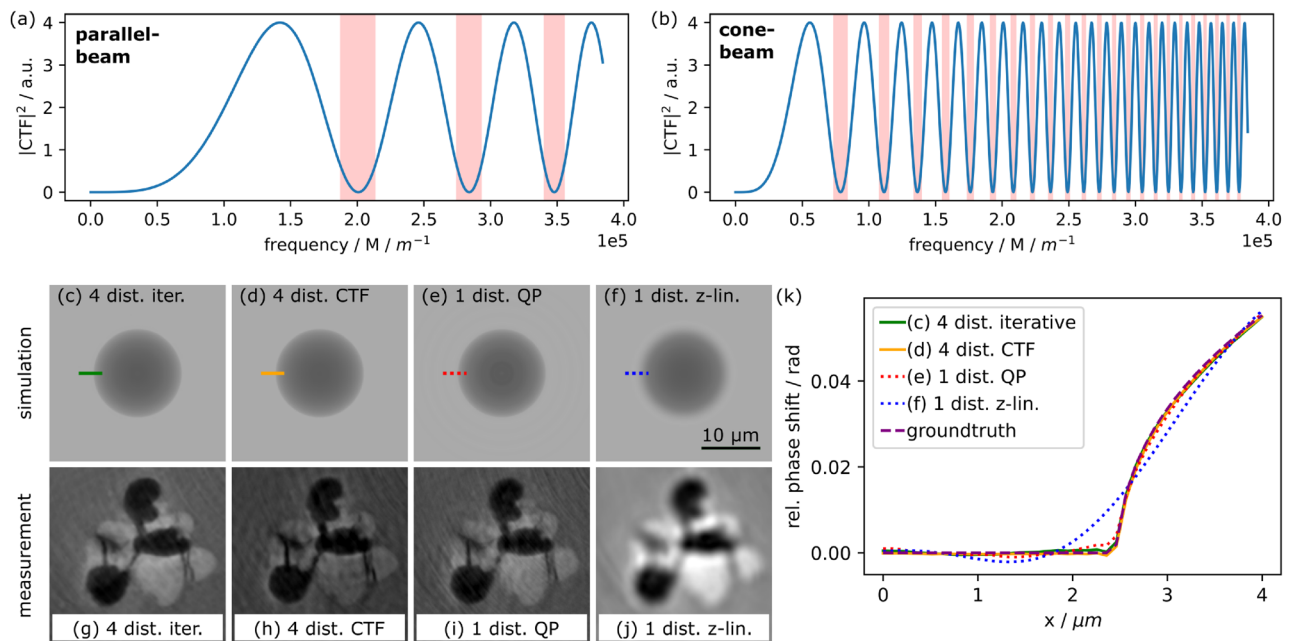 (a)
parallel-
beam
|CTF|² / a.u.
4
3
2
1
0
0.0 0.5 1.0 1.5 2.0 2.5 3.0 3.5 4.0
frequency / M / m⁻¹
1e5
(b)
cone-
beam
|CTF|² / a.u.
4
3
2
1
0
0.0 0.5 1.0 1.5 2.0 2.5 3.0 3.5 4.0
frequency / M / m⁻¹
1e5
simulation
(c) 4 dist. iter.
(d) 4 dist. CTF
(e) 1 dist. QP
(f) 1 dist. z-lin.
10 µm
measurement
(g) 4 dist. iter.
(h) 4 dist. CTF
(i) 1 dist. QP
(j) 1 dist. z-lin.
(k)
rel. phase shift / rad
0.04
0.02
0.00
(c) 4 dist. iterative
(d) 4 dist. CTF
(e) 1 dist. QP
(f) 1 dist. z-lin.
groundtruth
0 1 2 3 4
x / µm